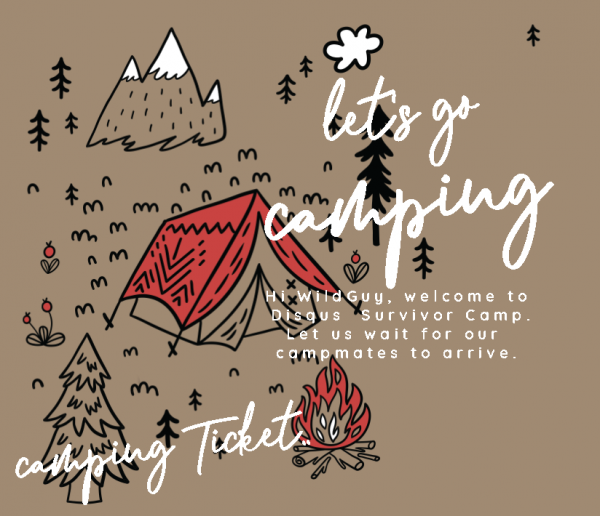 let's go
camping
Hi WildGuy, welcome to
Disqus Survivor Camp.
Let us wait for our
campmates to arrive.
camping Ticket..